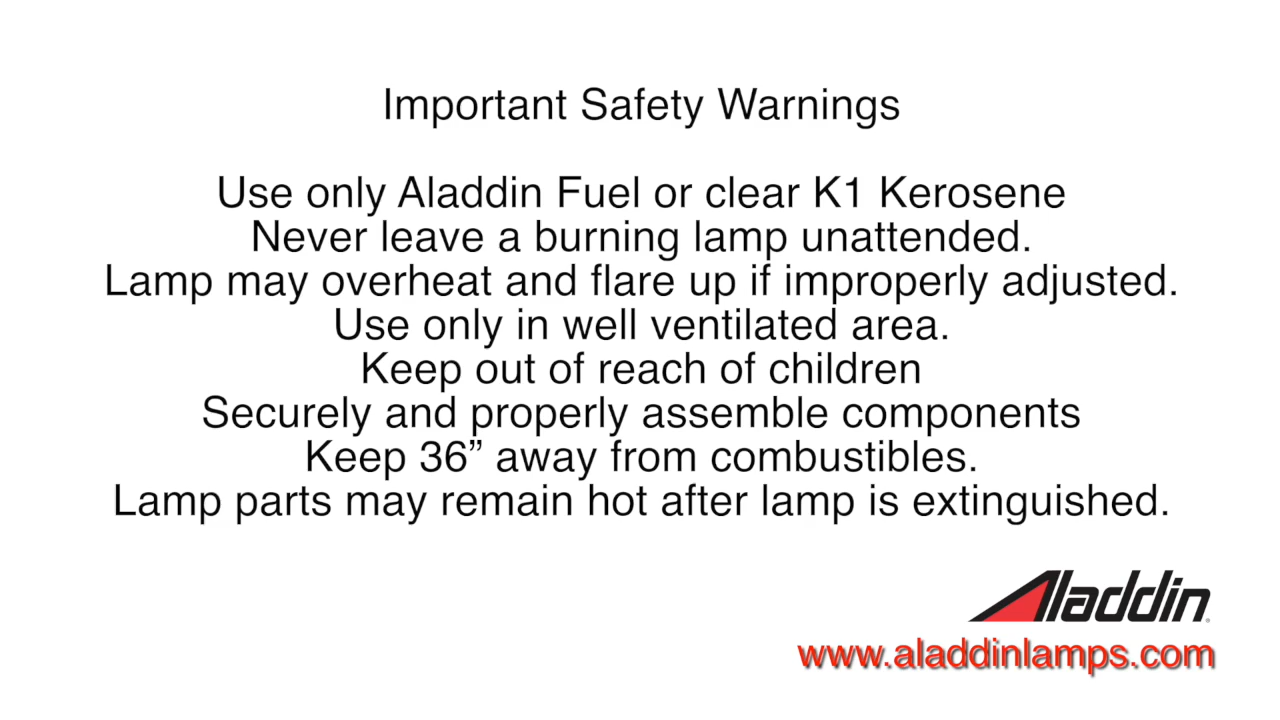 Important Safety Warnings
Use only Aladdin Fuel or clear K1 Kerosene
Never leave a burning lamp unattended.
Lamp may overheat and flare up if improperly adjusted.
Use only in well ventilated area.
Keep out of reach of children
Securely and properly assemble components
Keep 36” away from combustibles.
Lamp parts may remain hot after lamp is extinguished.
Aladdin®
www.aladdinlamps.com